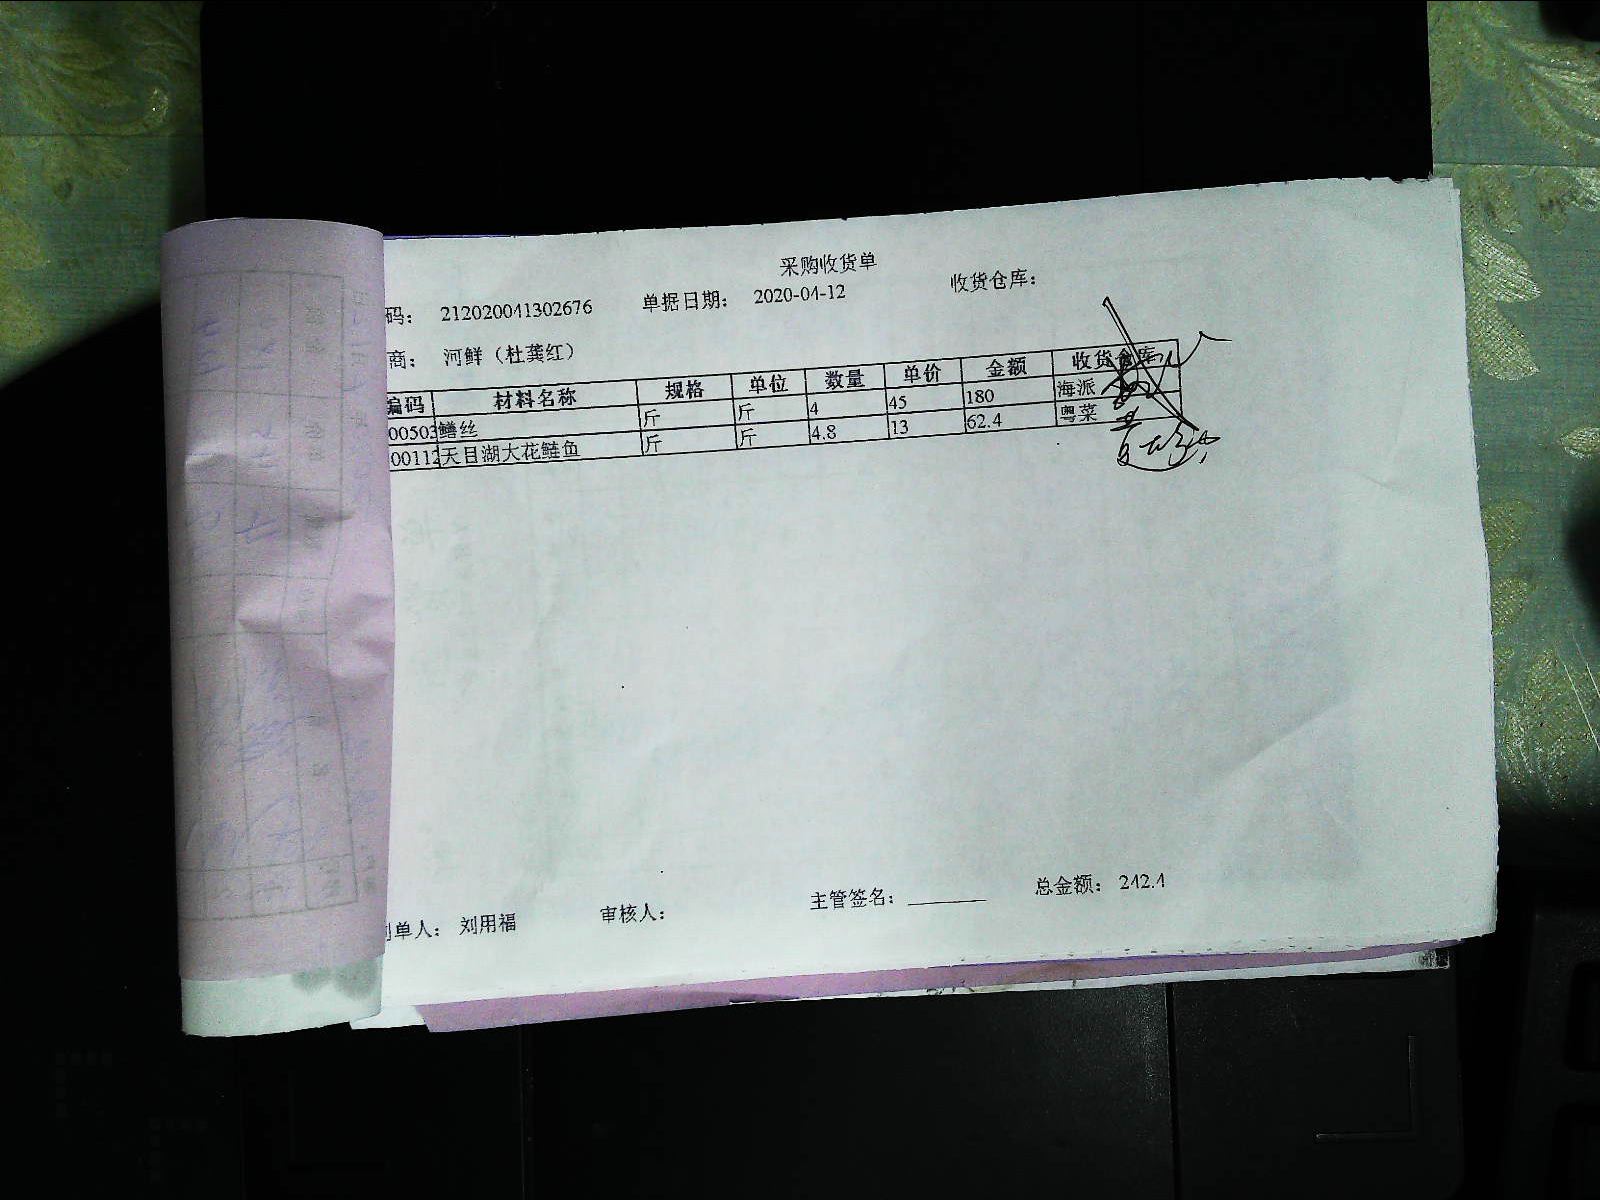 采购收货单
码： 212020041302676 单据日期： 2020-04-12 收货仓库：
商： 河鲜（杜龚红）
编码 材料名称 规格 单位 数量 单价 金额 收货仓库
00503 鳝丝 斤 斤 4 45 180 海派
00112 天目湖大花鲢鱼 斤 斤 4.8 13 62.4 粤菜
制单人： 刘用福 审核人： 主管签名： 总金额： 242.4